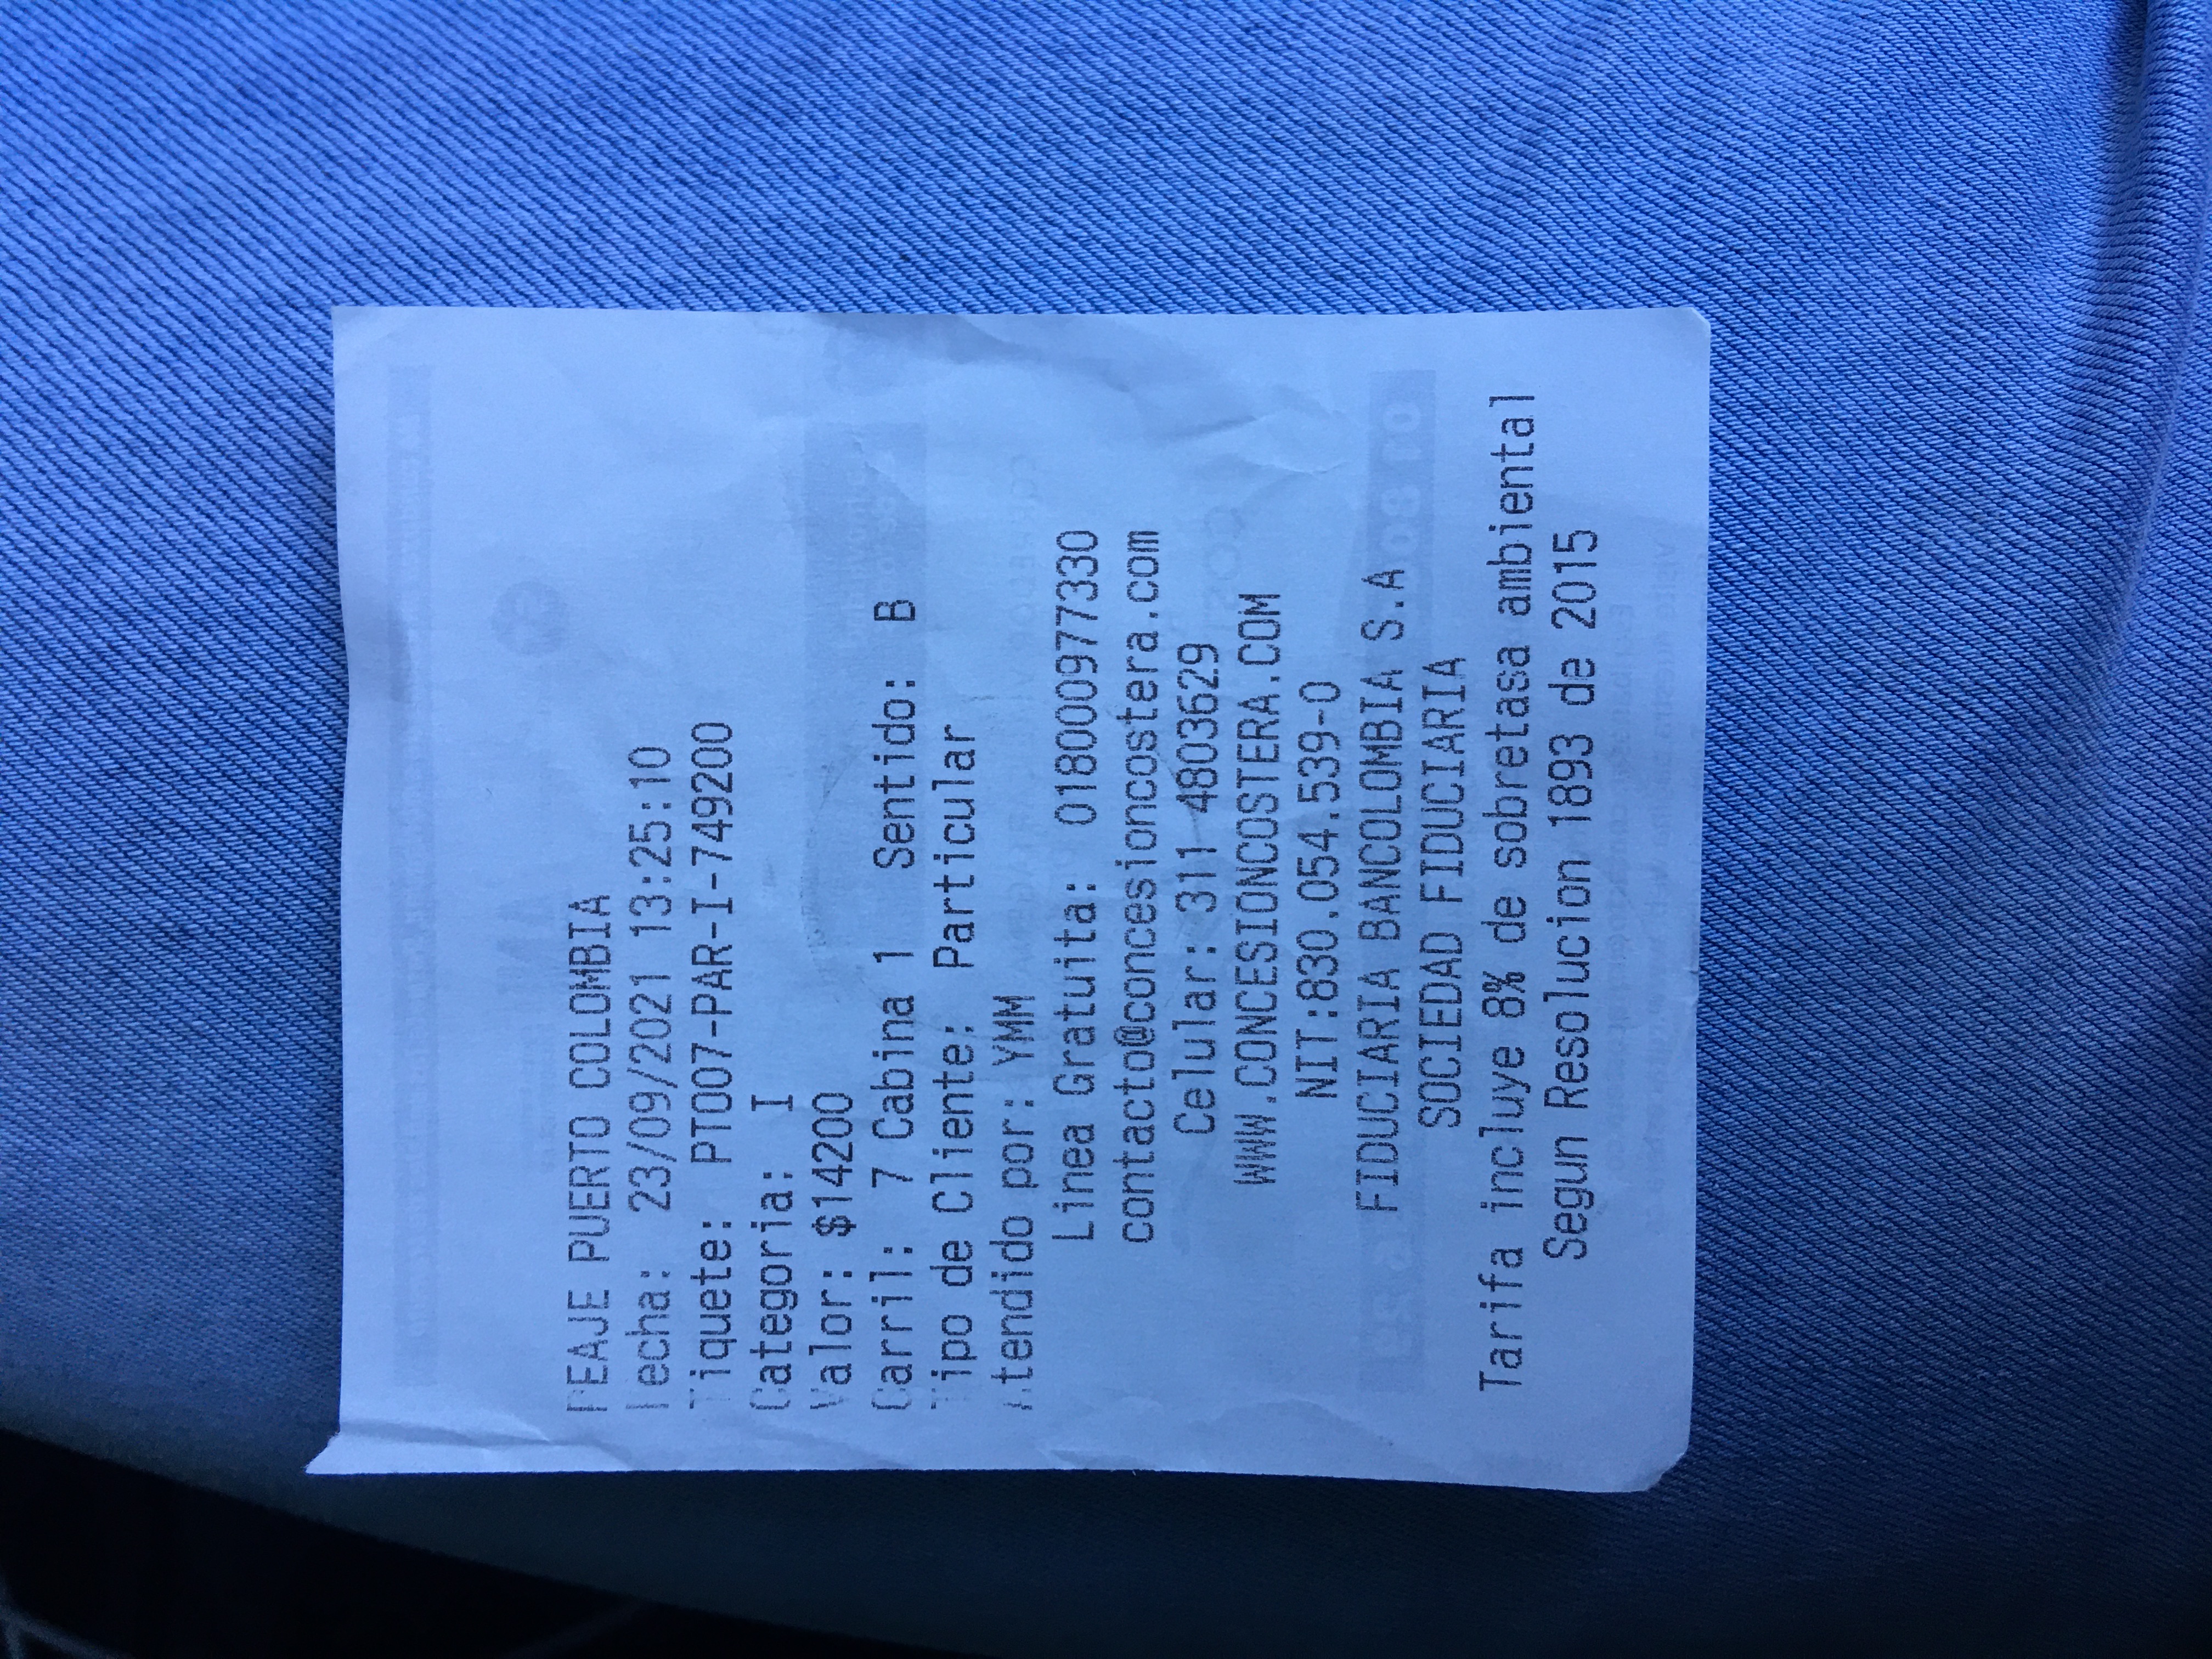 PEAJE PUERTO COLOMBIA
Fecha: 23/09/2021 13:25:10
Tiquete: PT007-PAR-I-749200
Categoria: I
Valor: $14200
Carril: 7 Cabina 1 Sentido: B
Tipo de Cliente: Particular
Atendido por: YMM
Linea Gratuita: 018000977330
contacto@concesioncostera.com
Celular: 311 4803629
WWW.CONCESIONCOSTERA.COM
NIT:830.054.539-0
FIDUCIARIA BANCOLOMBIA S.A
SOCIEDAD FIDUCIARIA
Tarifa incluye 8% de sobretasa ambiental
Segun Resolucion 1893 de 2015